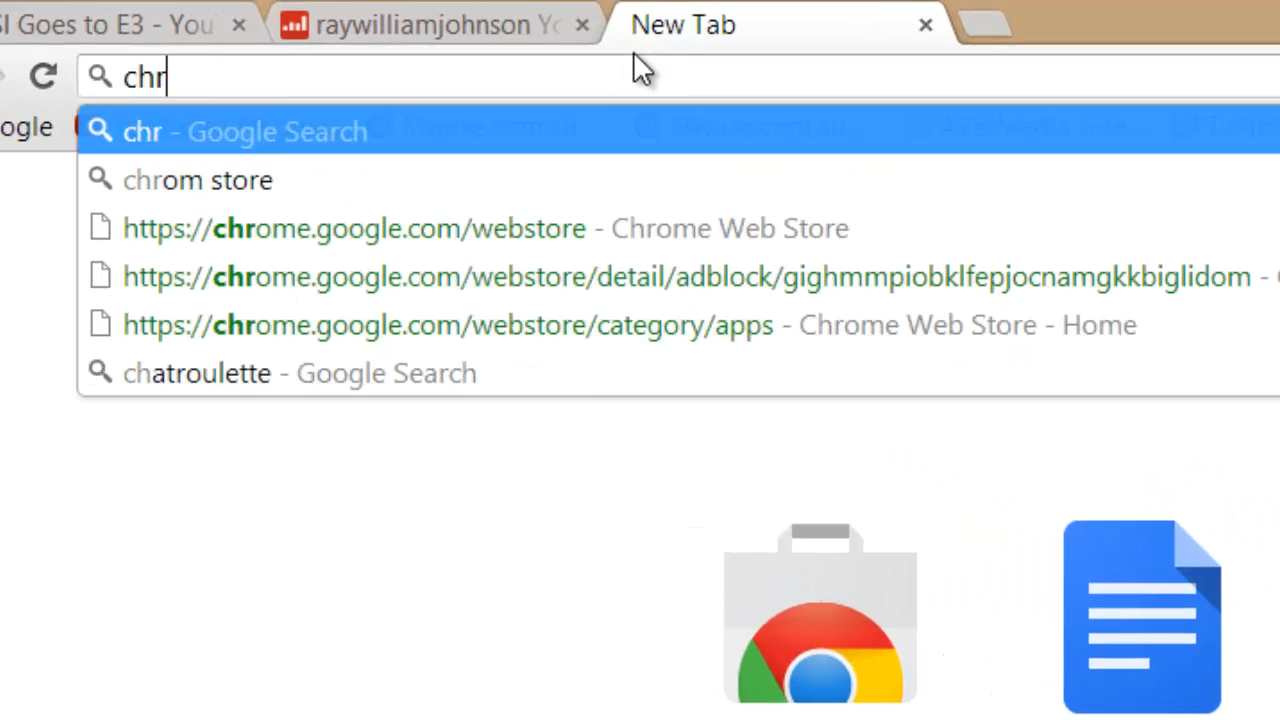 SI Goes to E3 - You
raywilliamjohnson Yo
New Tab
chr
ogle
chr - Google Search
chrom store
https://chrome.google.com/webstore - Chrome Web Store
https://chrome.google.com/webstore/detail/adblock/gighmmpiobklfepjocnamgkkbiglidom -
https://chrome.google.com/webstore/category/apps - Chrome Web Store - Home
chatroulette - Google Search